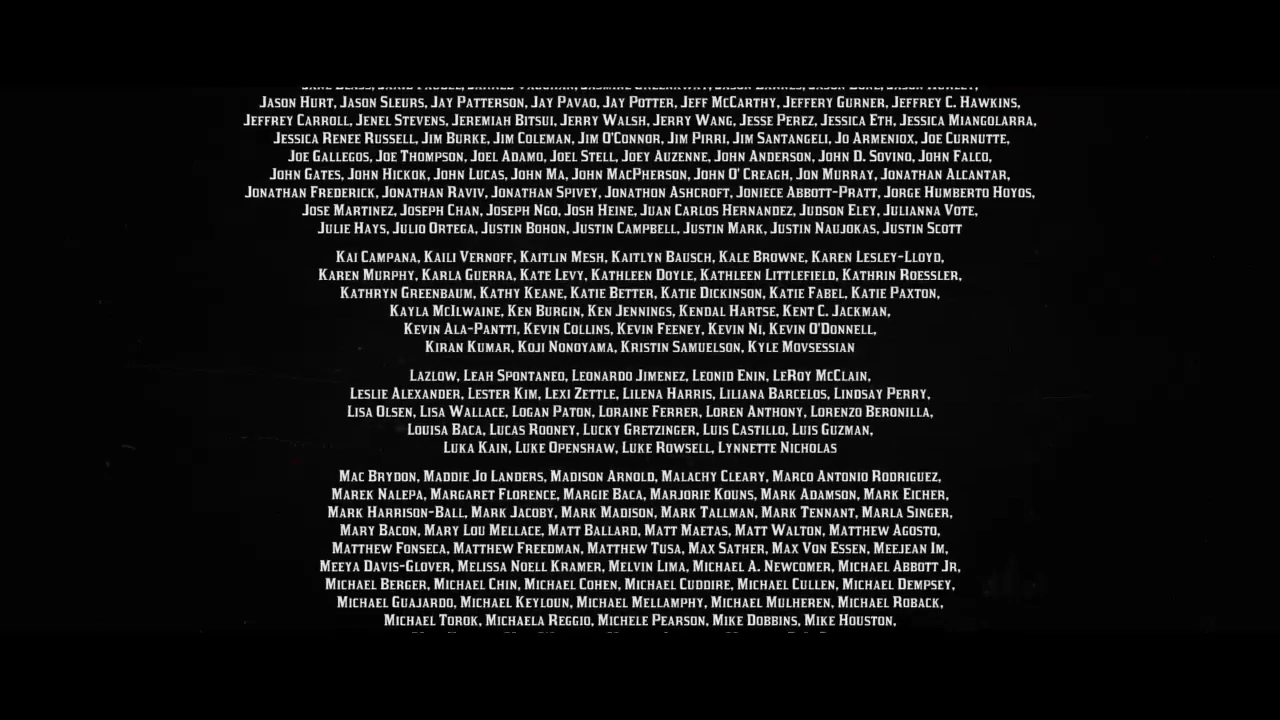 Jason Hurt, Jason Sleurs, Jay Patterson, Jay Pavao, Jay Potter, Jeff McCarthy, Jeffery Gurner, Jeffrey C. Hawkins,
Jeffrey Carroll, Jenel Stevens, Jeremiah Bitsui, Jerry Walsh, Jerry Wang, Jesse Perez, Jessica Eth, Jessica Miangolarra,
Jessica Renee Russell, Jim Burke, Jim Coleman, Jim O'Connor, Jim Pirri, Jim Santangeli, Jo Armeniox, Joe Curnutte,
Joe Gallegos, Joe Thompson, Joel Adamo, Joel Stell, Joey Auzenne, John Anderson, John D. Sovino, John Falco,
John Gates, John Hickok, John Lucas, John Ma, John MacPherson, John O' Creagh, Jon Murray, Jonathan Alcantar,
Jonathan Frederick, Jonathan Raviv, Jonathan Spivey, Jonathon Ashcroft, Joniece Abbott-Pratt, Jorge Humberto Hoyos,
Jose Martinez, Joseph Chan, Joseph Ngo, Josh Heine, Juan Carlos Hernandez, Judson Eley, Julianna Vote,
Julie Hays, Julio Ortega, Justin Bohon, Justin Campbell, Justin Mark, Justin Naujokas, Justin Scott
Kai Campana, Kaili Vernoff, Kaitlin Mesh, Kaitlyn Bausch, Kale Browne, Karen Lesley-Lloyd,
Karen Murphy, Karla Guerra, Kate Levy, Kathleen Doyle, Kathleen Littlefield, Kathrin Roessler,
Kathryn Greenbaum, Kathy Keane, Katie Better, Katie Dickinson, Katie Fabel, Katie Paxton,
Kayla McIlwaine, Ken Burgin, Ken Jennings, Kendal Hartse, Kent C. Jackman,
Kevin Ala-Pantti, Kevin Collins, Kevin Feeney, Kevin Ni, Kevin O'Donnell,
Kiran Kumar, Koji Nonoyama, Kristin Samuelson, Kyle Movsessian
Lazlow, Leah Spontaneo, Leonardo Jimenez, Leonid Enin, LeRoy McClain,
Leslie Alexander, Lester Kim, Lexi Zettle, Lilena Harris, Liliana Barcelos, Lindsay Perry,
Lisa Olsen, Lisa Wallace, Logan Paton, Loraine Ferrer, Loren Anthony, Lorenzo Beronilla,
Louisa Baca, Lucas Rooney, Lucky Gretzinger, Luis Castillo, Luis Guzman,
Luka Kain, Luke Openshaw, Luke Rowsell, Lynnette Nicholas
Mac Brydon, Maddie Jo Landers, Madison Arnold, Malachy Cleary, Marco Antonio Rodriguez,
Marek Nalepa, Margaret Florence, Margie Baca, Marjorie Kouns, Mark Adamson, Mark Eicher,
Mark Harrison-Ball, Mark Jacoby, Mark Madison, Mark Tallman, Mark Tennant, Marla Singer,
Mary Bacon, Mary Lou Mellace, Matt Ballard, Matt Maetas, Matt Walton, Matthew Agosto,
Matthew Fonseca, Matthew Freedman, Matthew Tusa, Max Sather, Max Von Essen, Meejean Im,
Meeya Davis-Glover, Melissa Noell Kramer, Melvin Lima, Michael A. Newcomer, Michael Abbott Jr,
Michael Berger, Michael Chin, Michael Cohen, Michael Cuddire, Michael Cullen, Michael Dempsey,
Michael Guajardo, Michael Keyloun, Michael Mellamphy, Michael Mulheren, Michael Roback,
Michael Torok, Michaela Reggio, Michele Pearson, Mike Dobbins, Mike Houston,